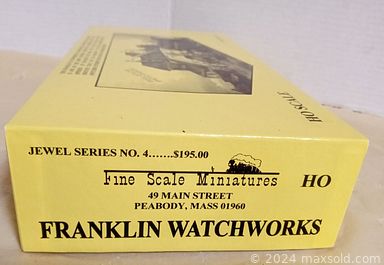 HO SCALE
JEWEL SERIES NO. 4.......$195.00
Fine Scale Miniatures HO
49 MAIN STREET
PEABODY, MASS 01960
FRANKLIN WATCHWORKS
© 2024 maxsold.com